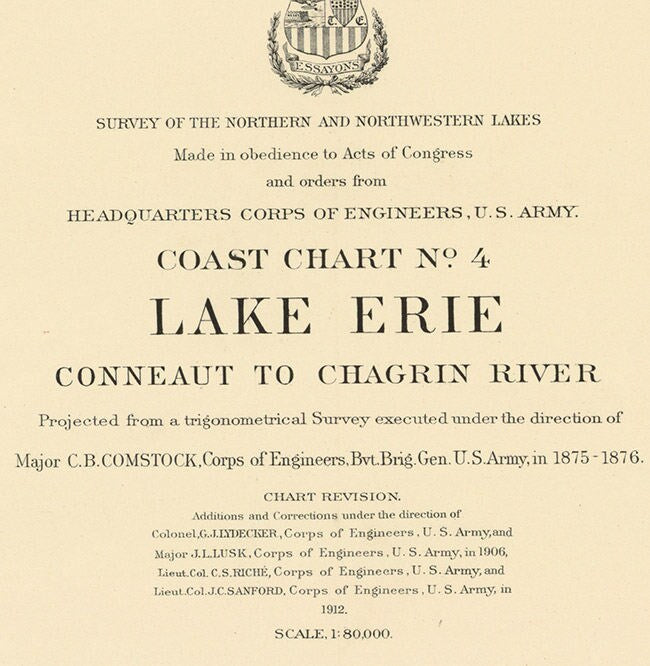 T. E.
ESSAYONS
SURVEY OF THE NORTHERN AND NORTHWESTERN LAKES
Made in obedience to Acts of Congress
and orders from
HEADQUARTERS CORPS OF ENGINEERS, U.S. ARMY.
COAST CHART Nº 4
LAKE ERIE
CONNEAUT TO CHAGRIN RIVER
Projected from a trigonometrical Survey executed under the direction of
Major C.B.COMSTOCK, Corps of Engineers, Bvt.Brig.Gen. U.S.Army, in 1875-1876.
CHART REVISION.
Additions and Corrections under the direction of
Colonel, G.J.LYDECKER, Corps of Engineers, U. S. Army, and
Major J.L.LUSK, Corps of Engineers, U. S. Army, in 1906,
Lieut. Col. C.S.RICHÉ, Corps of Engineers, U. S. Army, and
Lieut. Col. J.C.SANFORD, Corps of Engineers, U. S. Army, in
1912.
SCALE, 1:80,000.